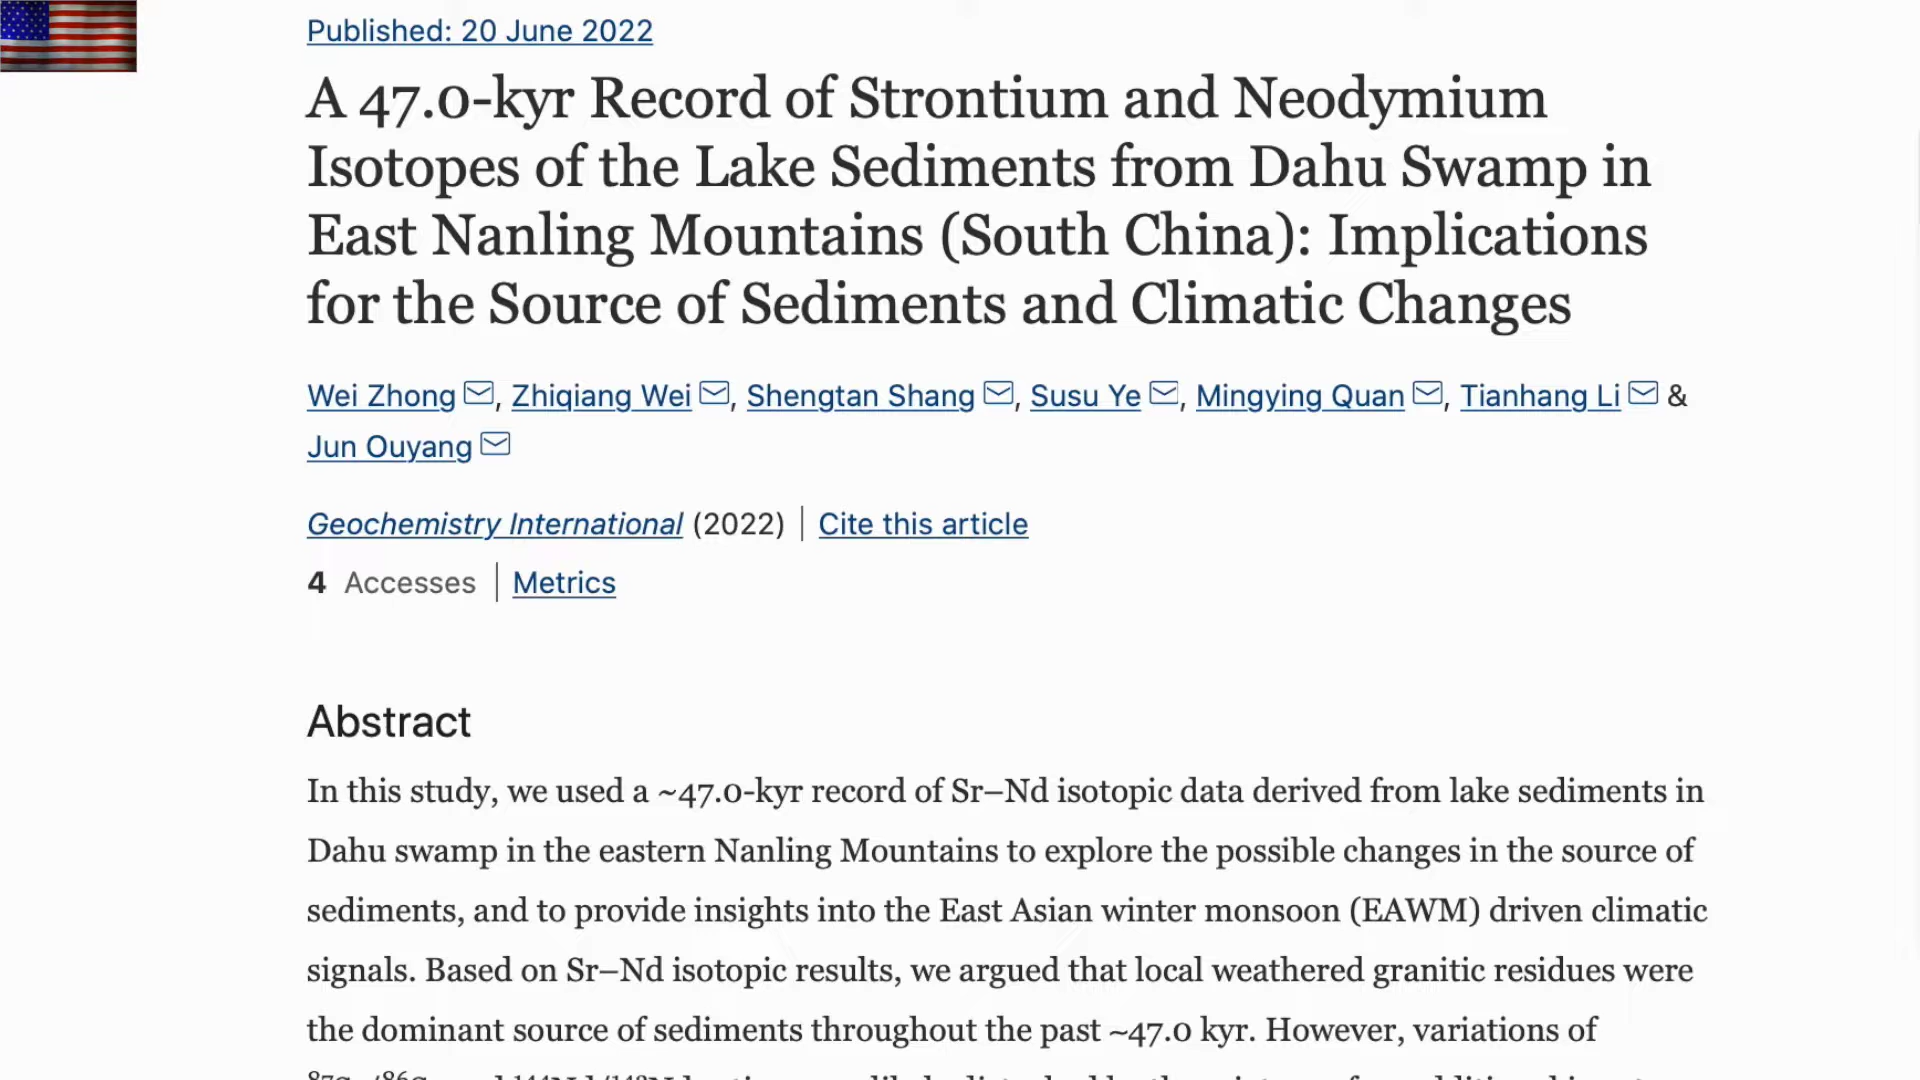 Published: 20 June 2022
A 47.0-kyr Record of Strontium and Neodymium
Isotopes of the Lake Sediments from Dahu Swamp in
East Nanling Mountains (South China): Implications
for the Source of Sediments and Climatic Changes
Wei Zhong, Zhiqiang Wei, Shengtan Shang, Susu Ye, Mingying Quan, Tianhang Li &
Jun Ouyang
Geochemistry International (2022) | Cite this article
4 Accesses | Metrics
Abstract
In this study, we used a ~47.0-kyr record of Sr–Nd isotopic data derived from lake sediments in
Dahu swamp in the eastern Nanling Mountains to explore the possible changes in the source of
sediments, and to provide insights into the East Asian winter monsoon (EAWM) driven climatic
signals. Based on Sr–Nd isotopic results, we argued that local weathered granitic residues were
the dominant source of sediments throughout the past ~47.0 kyr. However, variations of